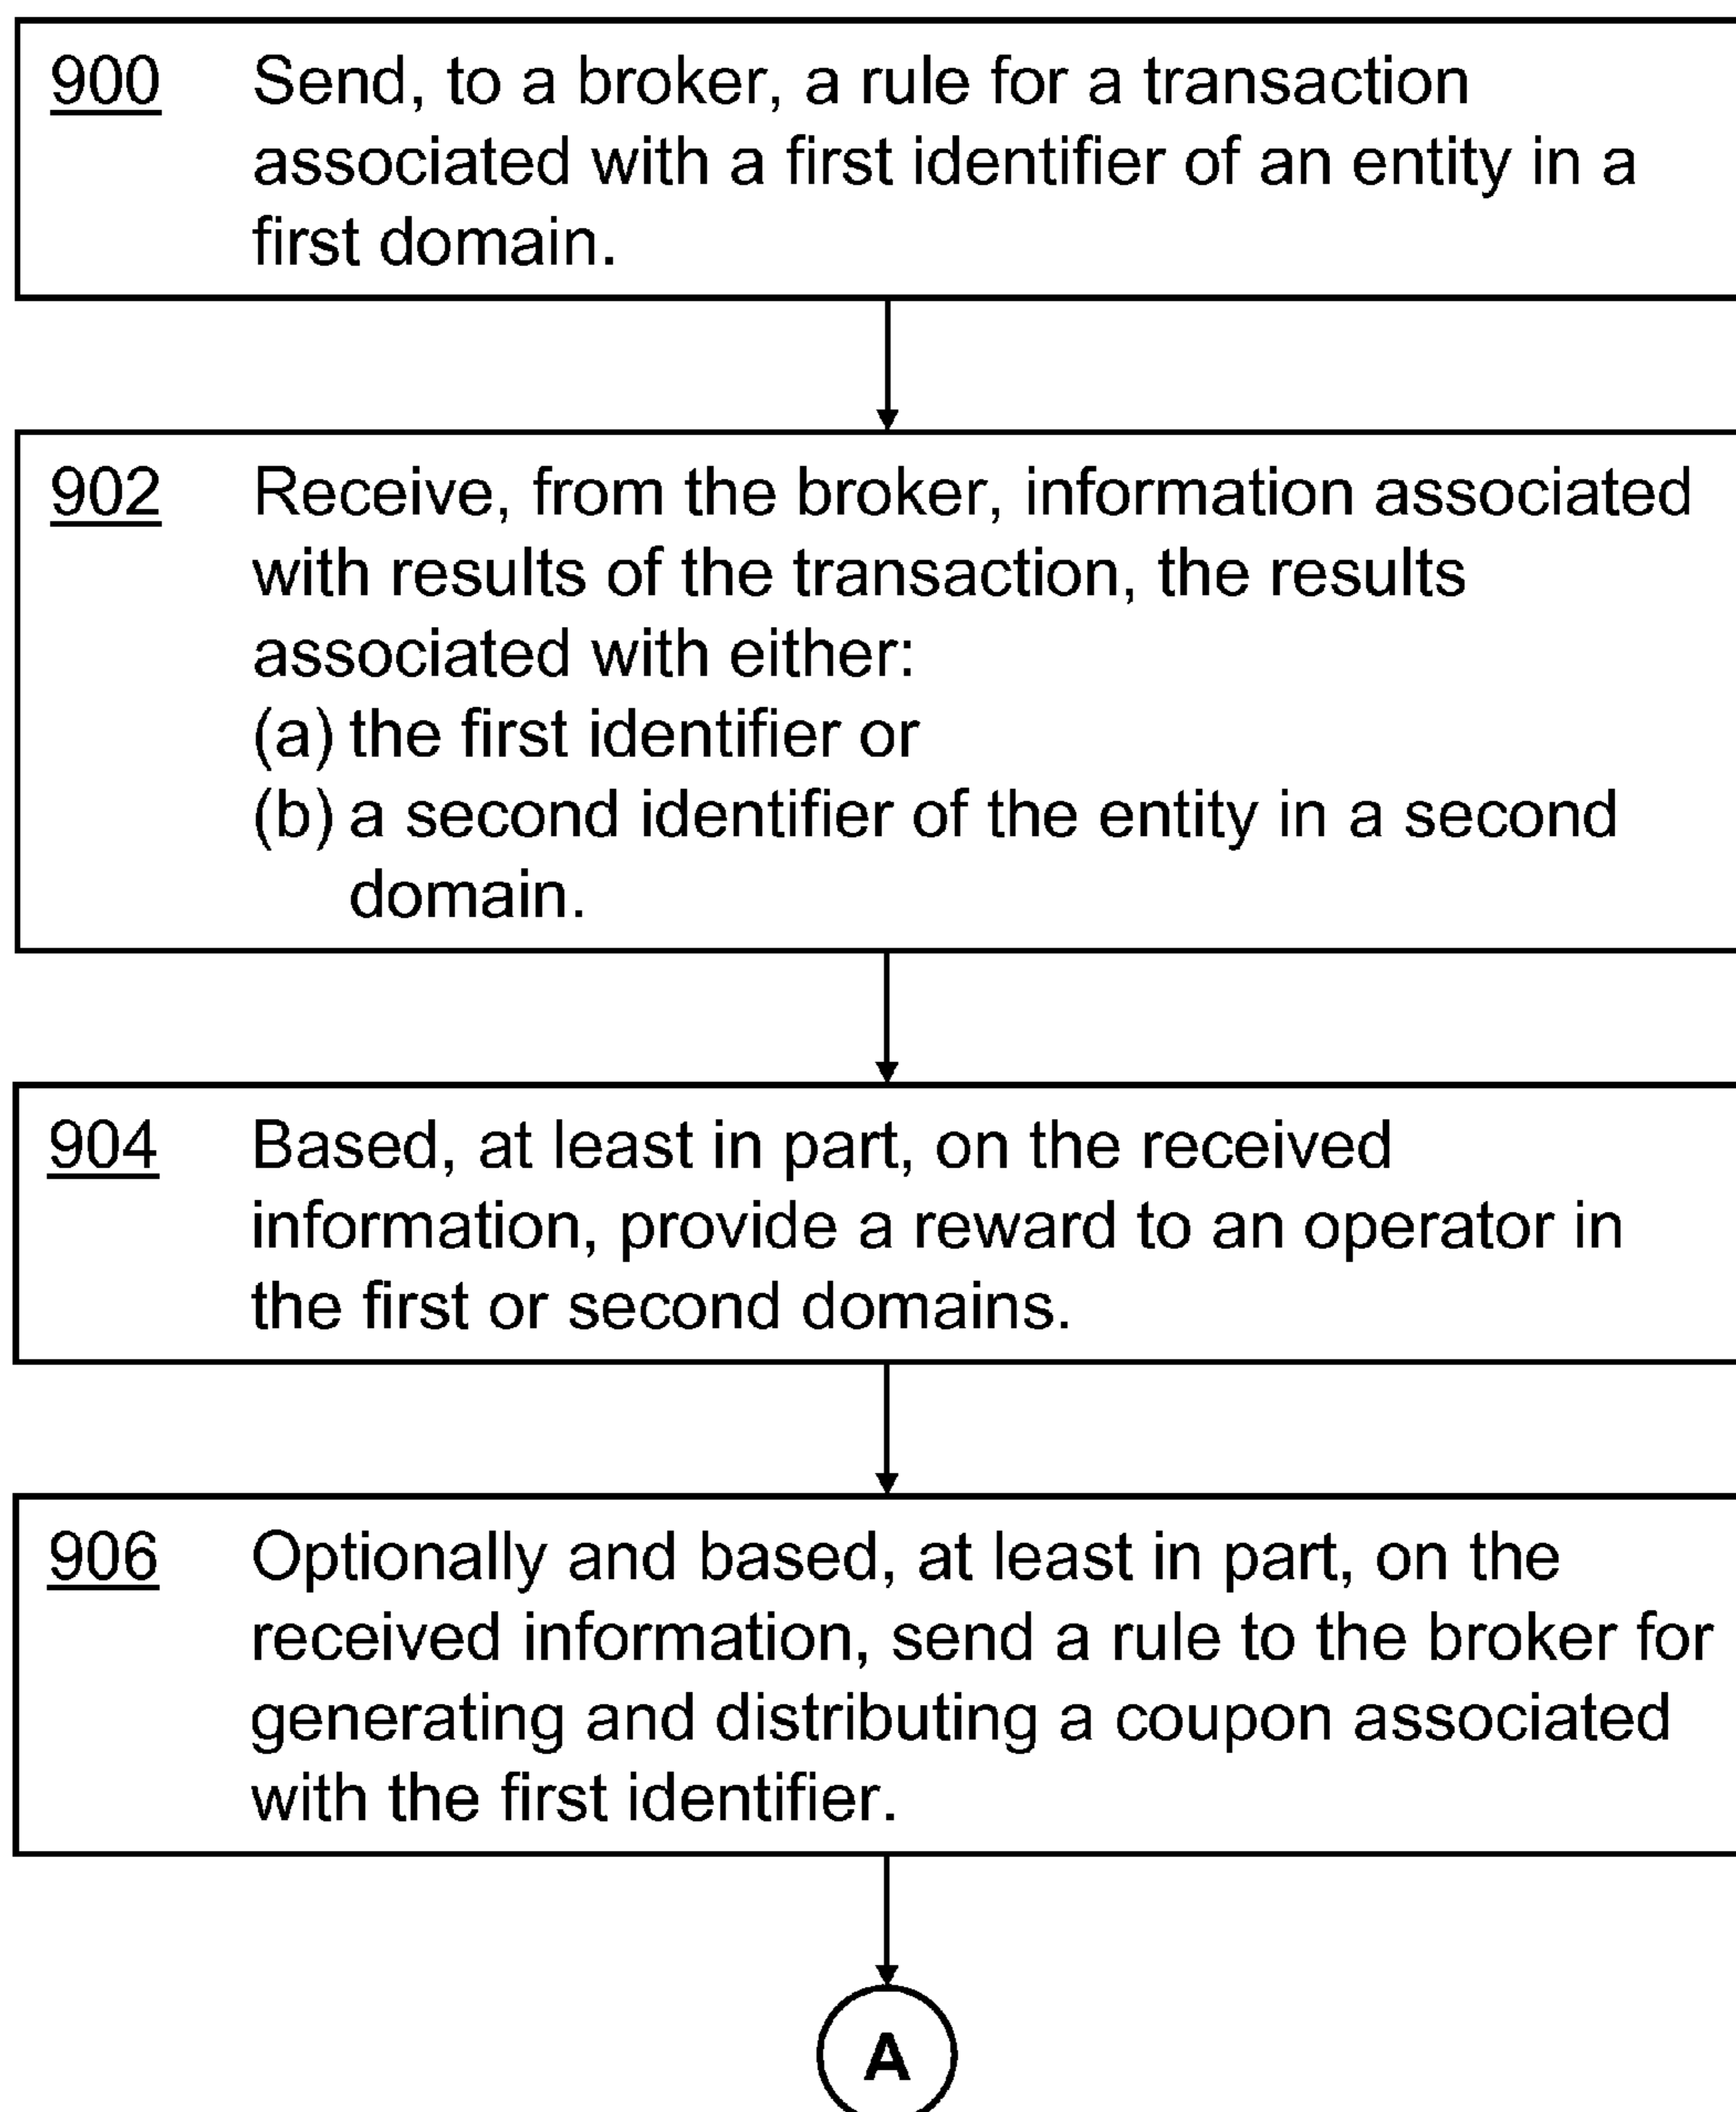 900 Send, to a broker, a rule for a transaction
associated with a first identifier of an entity in a
first domain.
902 Receive, from the broker, information associated
with results of the transaction, the results
associated with either:
(a) the first identifier or
(b) a second identifier of the entity in a second
domain.
904 Based, at least in part, on the received
information, provide a reward to an operator in
the first or second domains.
906 Optionally and based, at least in part, on the
received information, send a rule to the broker for
generating and distributing a coupon associated
with the first identifier.
A